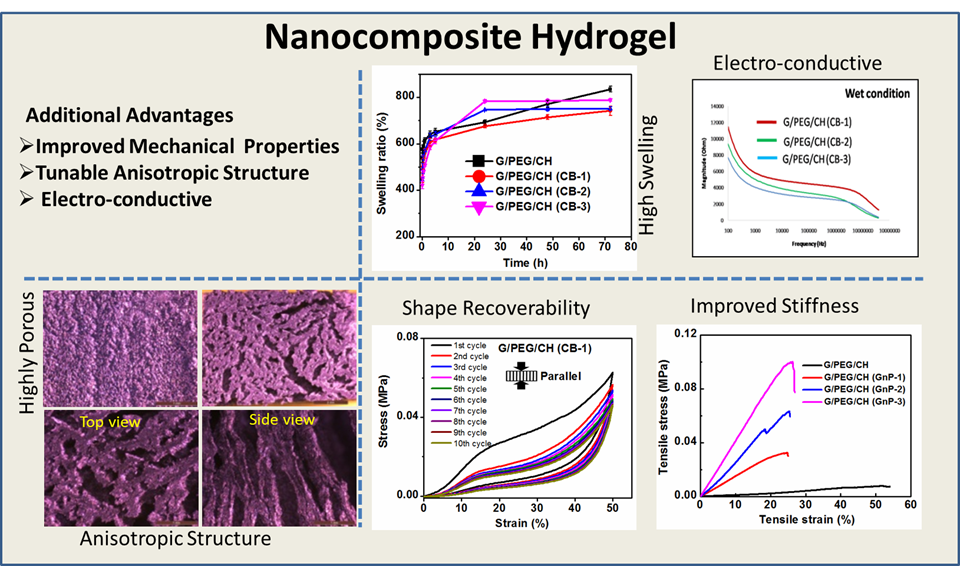 Nanocomposite Hydrogel
Additional Advantages
➢Improved Mechanical Properties
➢Tunable Anisotropic Structure
➢ Electro-conductive
800
600
400
200
0 10 20 30 40 50 60 70 80
Swelling ratio (%)
Time (h)
G/PEG/CH
G/PEG/CH (CB-1)
G/PEG/CH (CB-2)
G/PEG/CH (CB-3)
High Swelling
Electro-conductive
Wet condition
G/PEG/CH (CB-1)
G/PEG/CH (CB-2)
G/PEG/CH (CB-3)
Magnitude (Ohm)
14000
12000
10000
8000
6000
4000
2000
0
Frequency (Hz)
Highly Porous
Top view
Side view
Anisotropic Structure
Shape Recoverability
0.08
0.04
0.00
Stress (MPa)
1st cycle
2nd cycle
3rd cycle
4th cycle
5th cycle
6th cycle
7th cycle
8th cycle
9th cycle
10th cycle
G/PEG/CH (CB-1)
Parallel
0 10 20 30 40 50
Strain (%)
Improved Stiffness
0.12
0.08
0.04
0.00
Tensile stress (MPa)
G/PEG/CH
G/PEG/CH (GnP-1)
G/PEG/CH (GnP-2)
G/PEG/CH (GnP-3)
0 10 20 30 40 50 60
Tensile strain (%)